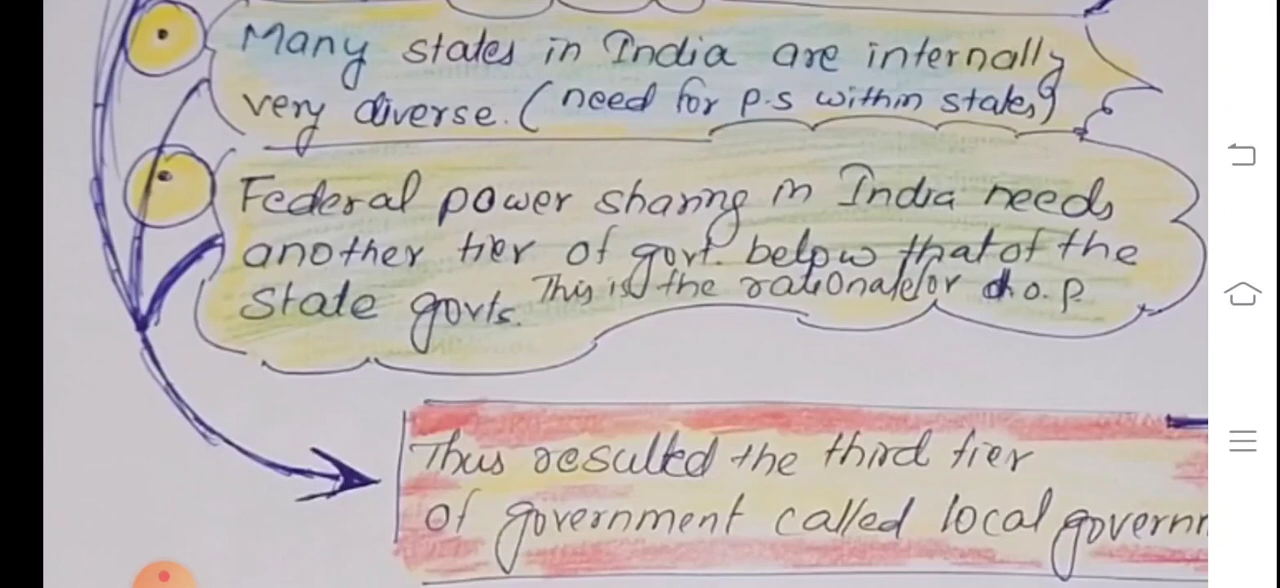 Many states in India are internally
very diverse. (need for p.s within states)
Federal power sharing in India needs
another tier of govt. below that of the
State govts. This is the rationale for d.o.p
Thus resulted the third tier
of government called local governm